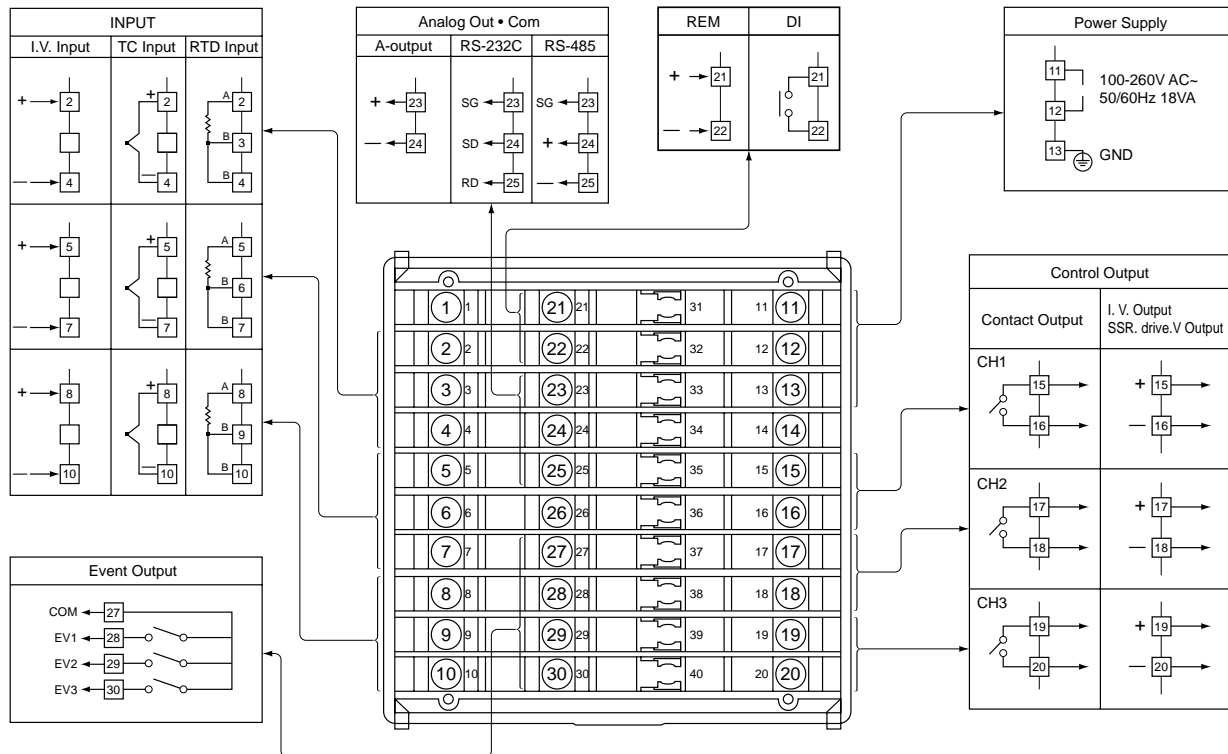 INPUT
I.V. Input TC Input RTD Input
+ 2 + 2 A 2
B 3
— 4 — 4 B 4
+ 5 + 5 A 5
B 6
— 7 — 7 B 7
+ 8 + 8 A 8
B 9
— 10 — 10 B 10
Analog Out • Com
A-output RS-232C RS-485
+ 23 SG 23 SG 23
— 24 SD 24 + 24
RD 25 — 25
REM DI
+ 21 21
— 22 22
Power Supply
11
100-260V AC~
50/60Hz 18VA
12
13 GND
1 1 21 21 31 11 11
2 2 22 22 32 12 12
3 3 23 23 33 13 13
4 4 24 24 34 14 14
5 5 25 25 35 15 15
6 6 26 26 36 16 16
7 7 27 27 37 17 17
8 8 28 28 38 18 18
9 9 29 29 39 19 19
10 10 30 30 40 20 20
Control Output
Contact Output
I. V. Output
SSR. drive.V Output
CH1
15 + 15
16 — 16
CH2
17 + 17
18 — 18
CH3
19 + 19
20 — 20
Event Output
COM 27
EV1 28
EV2 29
EV3 30